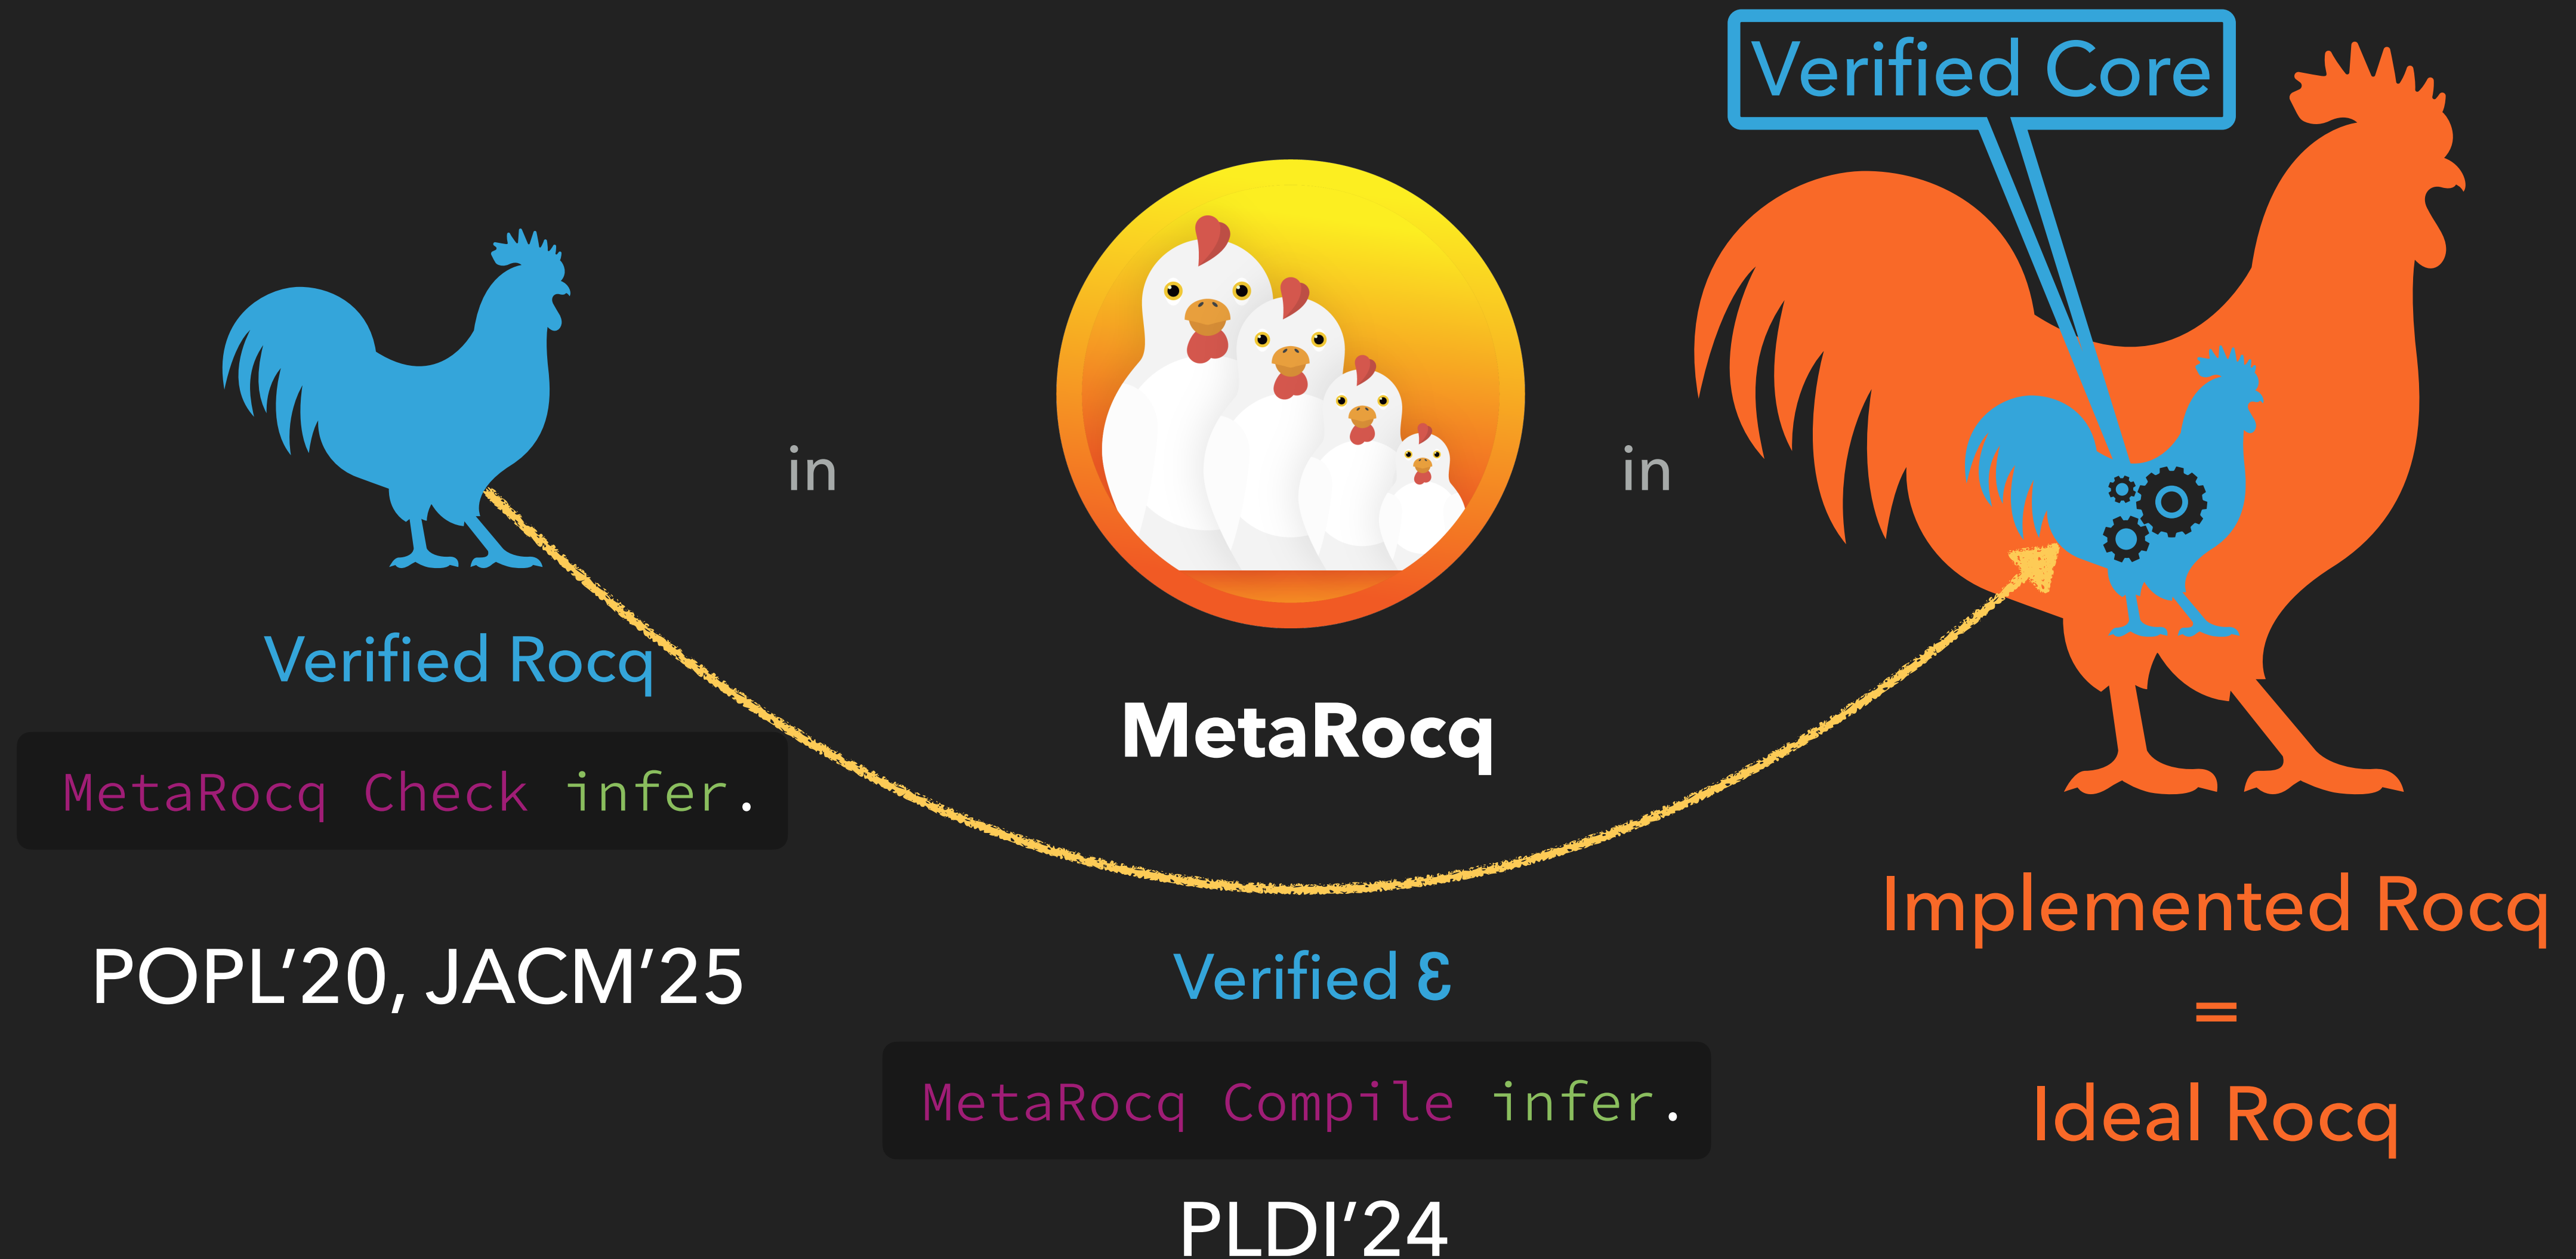 Verified Core
in
in
Verified Rocq
MetaRocq
MetaRocq Check infer.
Implemented Rocq
POPL’20, JACM’25
Verified ℇ
=
MetaRocq Compile infer.
Ideal Rocq
PLDI’24